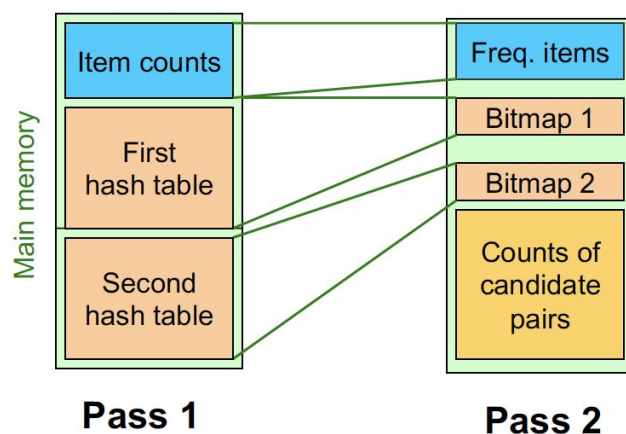 Main memory
Item counts
First
hash table
Second
hash table
Pass 1
Freq. items
Bitmap 1
Bitmap 2
Counts of
candidate
pairs
Pass 2